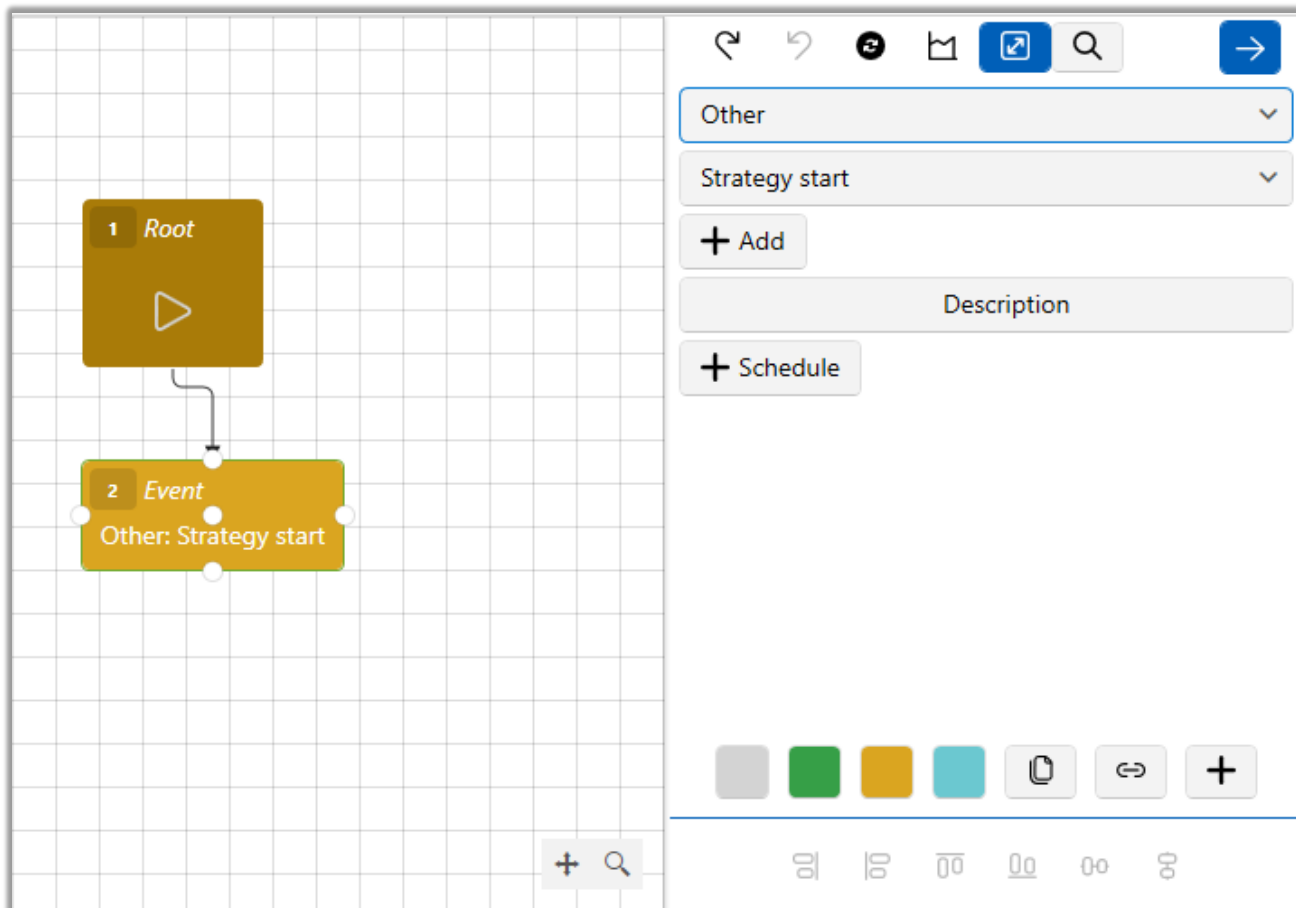 1 Root
2 Event
Other: Strategy start
Other
Strategy start
Add
Description
Schedule